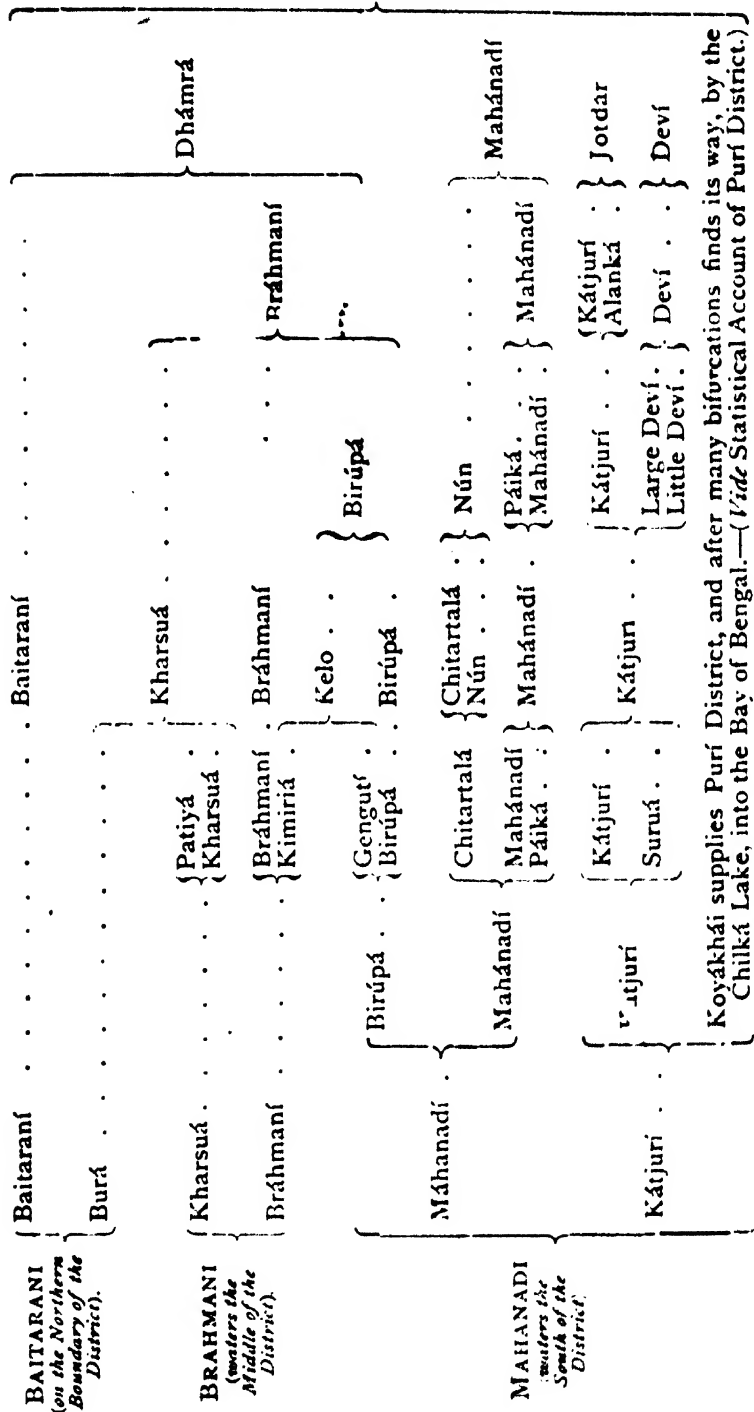 BAITARANI
(on the Northern
Boundary of the
District).
Baitaraní . . . . . . . . . Baitaraní . . . . . . . . .
Burá . . . . . . . . .
Kharsuá . . . . . .
Dhámrá
BRAHMANI
(waters the
Middle of the
District).
Kharsuá . . . . . . . Patiyá .
Kharsuá .
Bráhmaní . . . . . . Bráhmaní . Bráhmaní . . .
Kimiriá .
Bráhmaní
Kelo . .
Birúpá
MAHANADI
waters the
South of the
District
Máhanadí .
Birúpá . . Gengutí .
Birúpá . . Birúpá .
Mahánadí
Chitartalá Chitartalá .
Nún . . . Nún . . . . .
Mahánadí
Mahánadí .
Páiká . . Mahánadí . Páiká . .
Mahánadí . Mahánadí
Kátjurí . .
Kátjurí . Kátjurí . . Kátjurí .
Alanká . Jotdar
Suruá . . Kátjurí
Large Deví .
Little Deví . Deví . . Deví
Koyákhái supplies Purí District, and after many bifurcations finds its way, by the
Chilká Lake, into the Bay of Bengal.—(Vide Statistical Account of Purí District.)